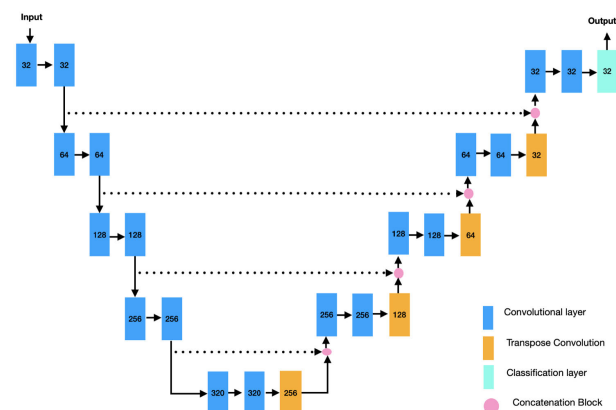 Input
Output
32 32
32 32 32
64 64
64 64 32
128 128
128 128 64
256 256
256 256 128
320 320 256
Convolutional layer
Transpose Convolution
Classification layer
Concatenation Block